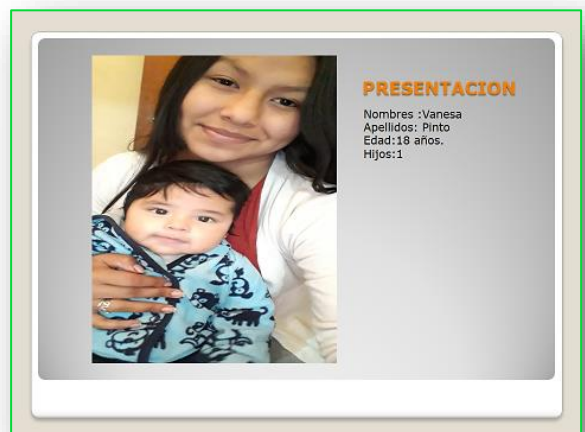 PRESENTACION
Nombres :Vanesa
Apellidos: Pinto
Edad:18 años.
Hijos:1